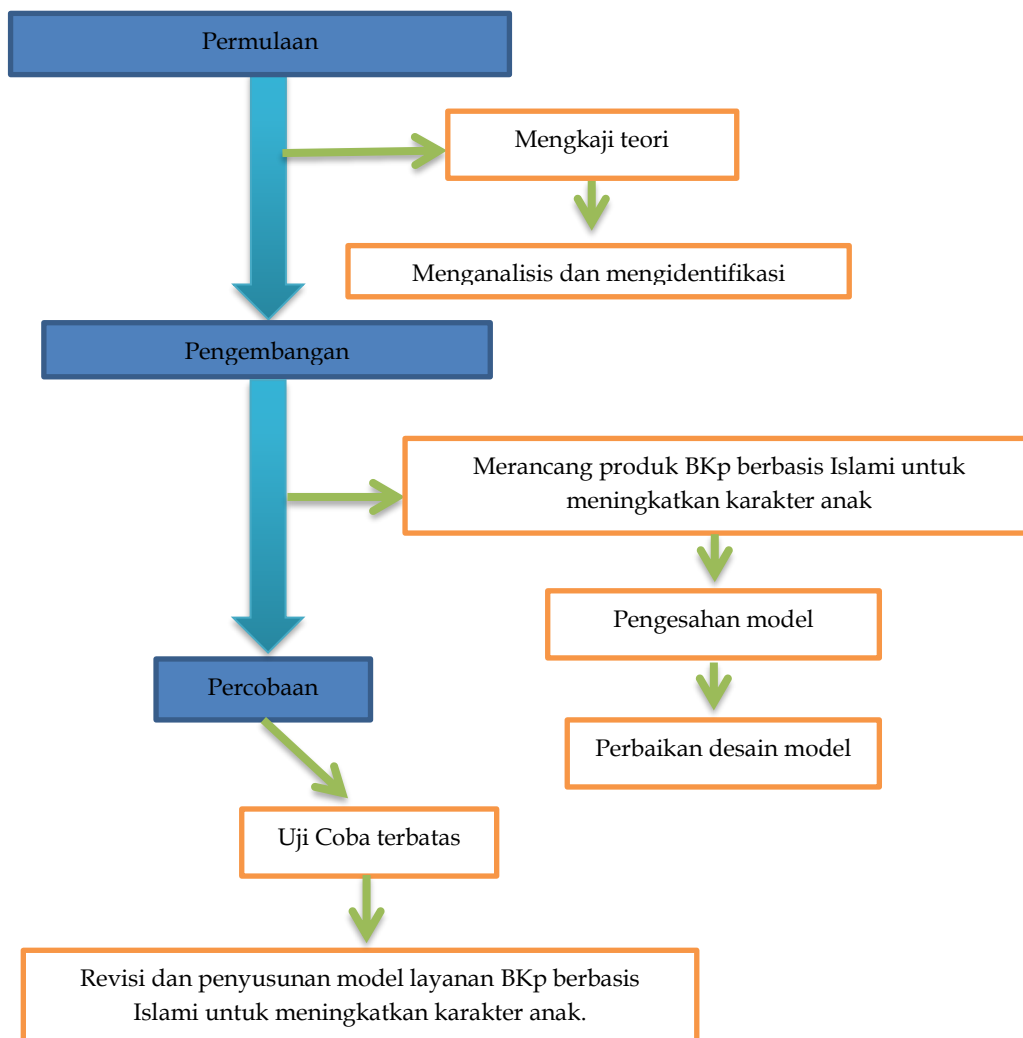 Permulaan
Mengkaji teori
Menganalisis dan mengidentifikasi
Pengembangan
Merancang produk BKp berbasis Islami untuk
meningkatkan karakter anak
Pengesahan model
Percobaan
Perbaikan desain model
Uji Coba terbatas
Revisi dan penyusunan model layanan BKp berbasis
Islami untuk meningkatkan karakter anak.